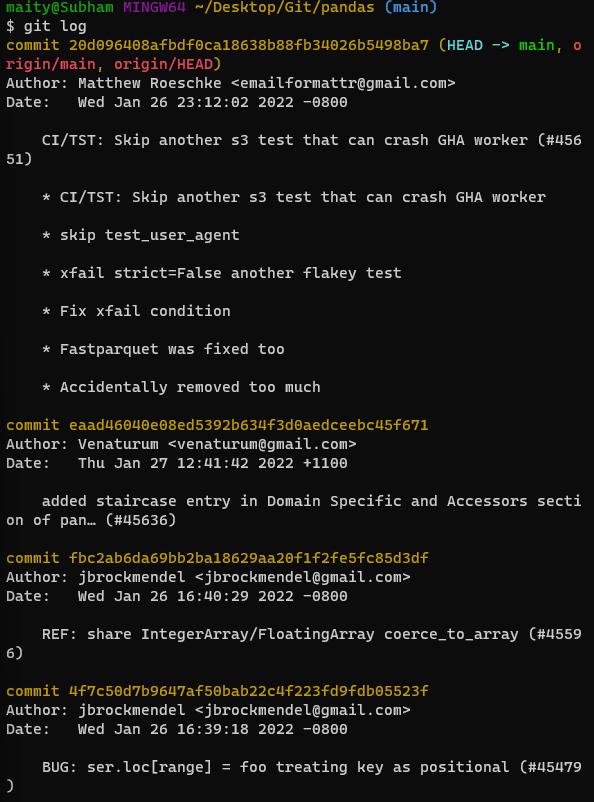 maity@Subham MINGW64 ~/Desktop/Git/pandas (main)
$ git log
commit 20d096408afbdf0ca18638b88fb34026b5498ba7 (HEAD -> main, o
rigin/main, origin/HEAD)
Author: Matthew Roeschke <emailformattr@gmail.com>
Date:   Wed Jan 26 23:12:02 2022 -0800

    CI/TST: Skip another s3 test that can crash GHA worker (#456
51)

    * CI/TST: Skip another s3 test that can crash GHA worker

    * skip test_user_agent

    * xfail strict=False another flakey test

    * Fix xfail condition

    * Fastparquet was fixed too

    * Accidentally removed too much

commit eaad46040e08ed5392b634f3d0aedceebc45f671
Author: Venaturum <venaturum@gmail.com>
Date:   Thu Jan 27 12:41:42 2022 +1100

    added staircase entry in Domain Specific and Accessors secti
on of pan… (#45636)

commit fbc2ab6da69bb2ba18629aa20f1f2fe5fc85d3df
Author: jbrockmendel <jbrockmendel@gmail.com>
Date:   Wed Jan 26 16:40:29 2022 -0800

    REF: share IntegerArray/FloatingArray coerce_to_array (#4559
6)

commit 4f7c50d7b9647af50bab22c4f223fd9fdb05523f
Author: jbrockmendel <jbrockmendel@gmail.com>
Date:   Wed Jan 26 16:39:18 2022 -0800

    BUG: ser.loc[range] = foo treating key as positional (#45479
)